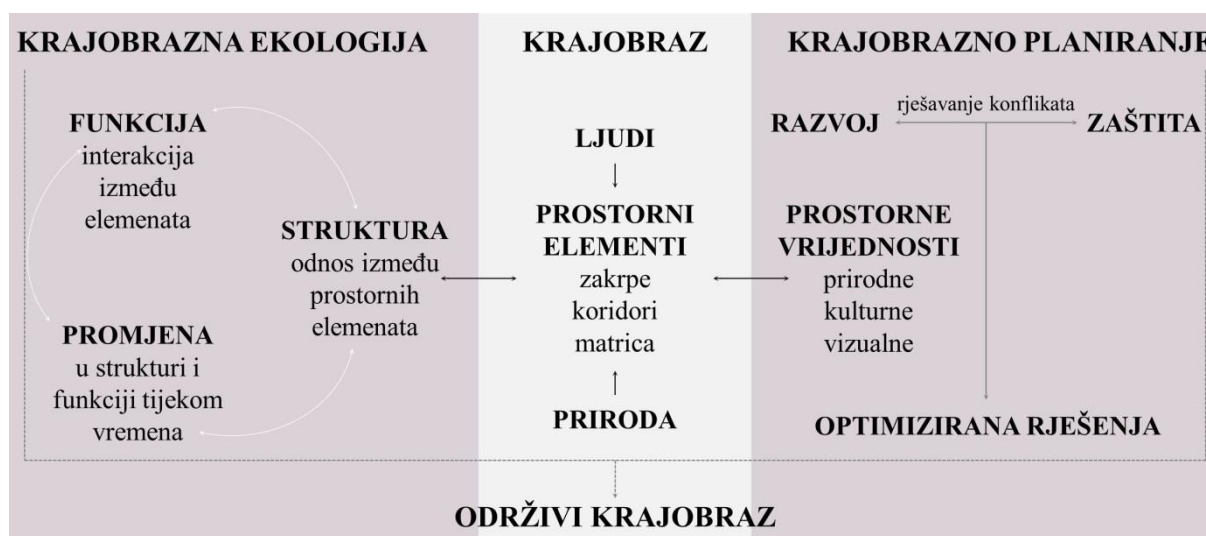 KRAJOBRAZNA EKOLOGIJA
FUNKCIJA
interakcija
između
elemenata
STRUKTURA
odnos između
prostornih
elemenata
PROMJENA
u strukturi i
funkciji tijekom
vremena
KRAJOBRAZ
LJUDI
PROSTORNI
ELEMENTI
zakrpe
koridori
matrica
PRIRODA
KRAJOBRAZNO PLANIRANJE
rješavanje konflikata
RAZVOJ
ZAŠTITA
PROSTORNE
VRIJEDNOSTI
prirodne
kulturne
vizualne
OPTIMIZIRANA RJEŠENJA
ODRŽIVI KRAJOBRAZ